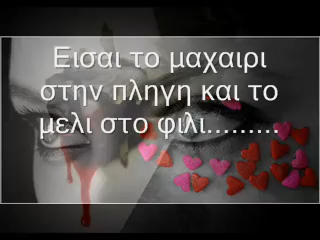 Εισαι το μαχαιρι
στην πληγη και το
μελι στο φιλι.........